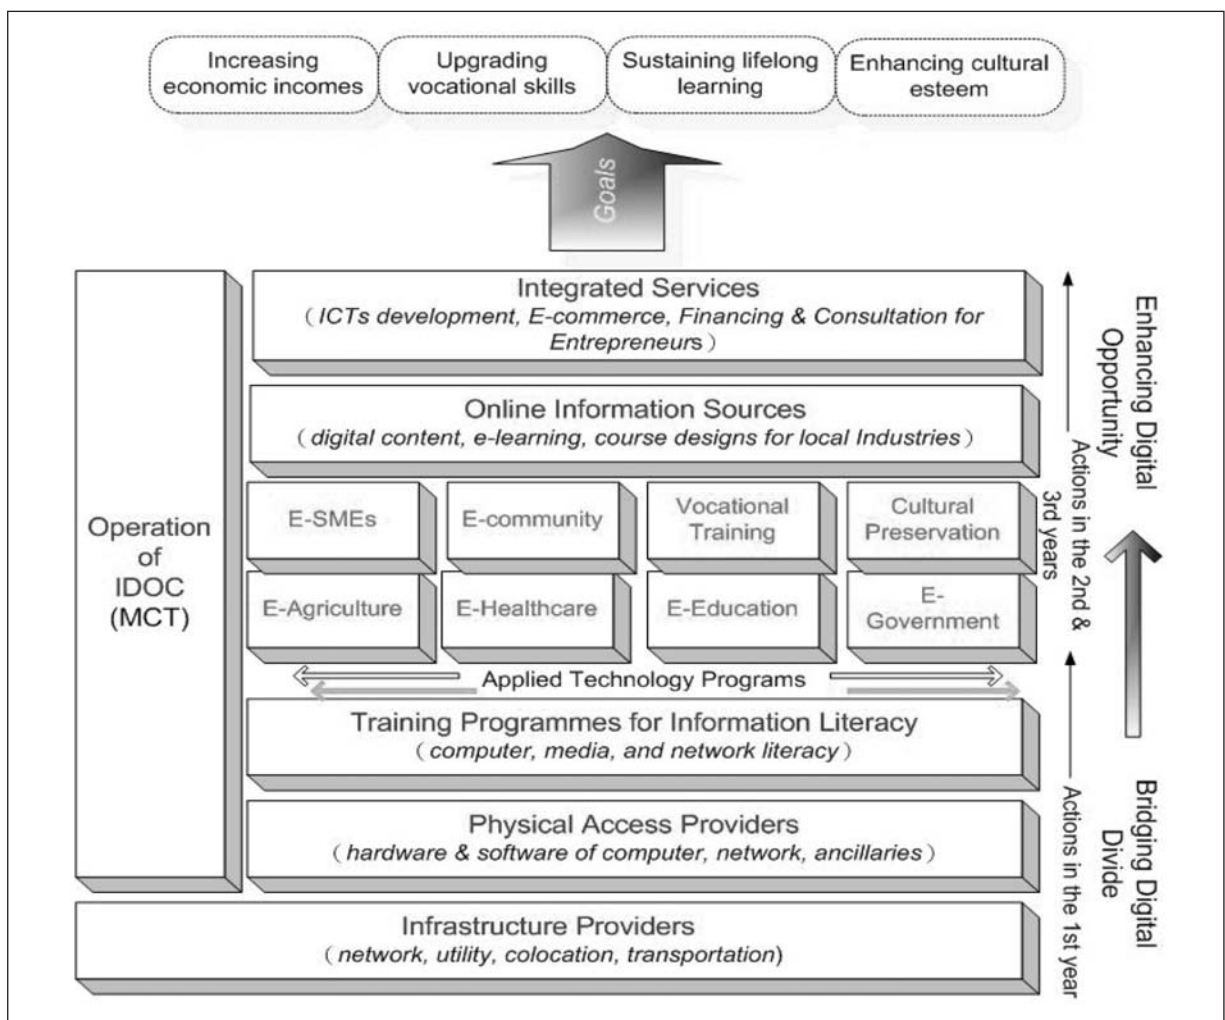 Increasing
economic incomes
Upgrading
vocational skills
Sustaining lifelong
learning
Enhancing cultural
esteem
Goals
Operation
of
IDOC
(MCT)
Integrated Services
(ICTs development, E-commerce, Financing & Consultation for
Entrepreneurs)
Online Information Sources
(digital content, e-learning, course designs for local Industries)
E-SMEs
E-community
Vocational
Training
Cultural
Preservation
E-Agriculture
E-Healthcare
E-Education
E-
Government
Applied Technology Programs
Training Programmes for Information Literacy
(computer, media, and network literacy)
Physical Access Providers
(hardware & software of computer, network, ancillaries)
Infrastructure Providers
(network, utility, colocation, transportation)
Actions in the 2nd &
3rd years
Actions in the 1st year
Enhancing Digital
Opportunity
Bridging Digital
Divide